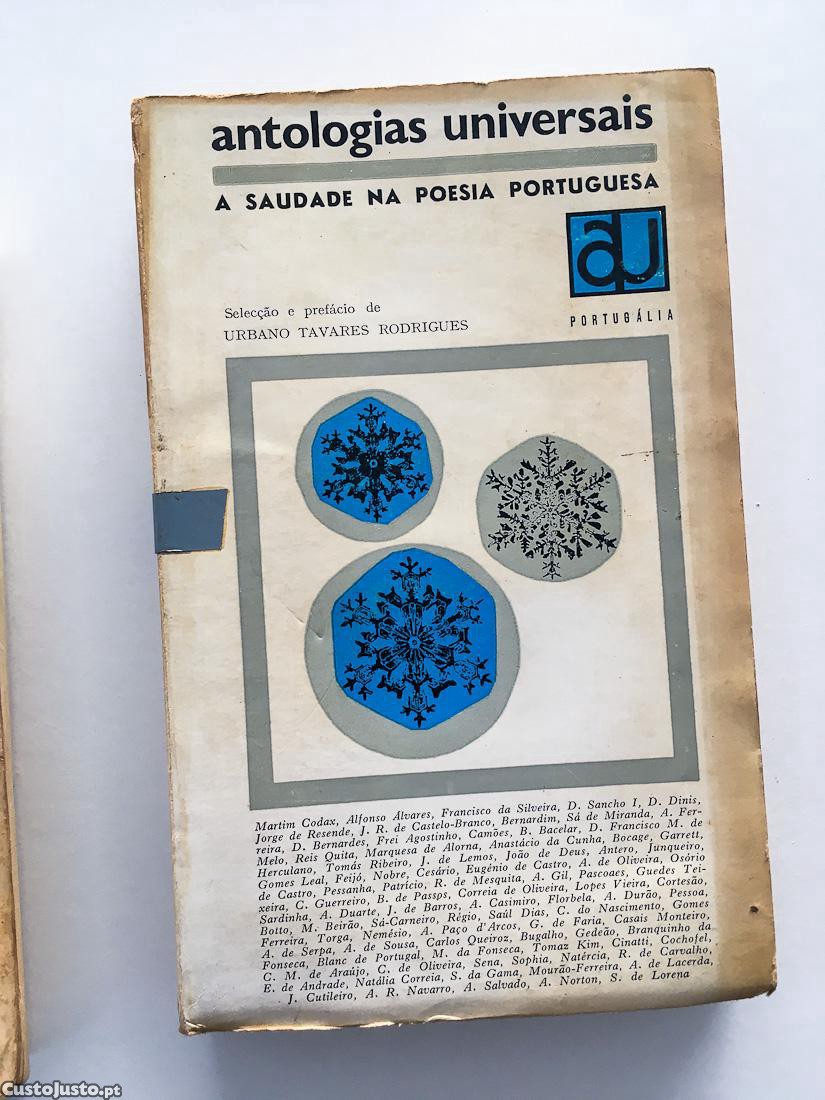 antologias universais
A SAUDADE NA POESIA PORTUGUESA
au
PORTUGÁLIA
Selecção e prefácio de
URBANO TAVARES RODRIGUES
Martim Codax, Alfonso Álvares, Francisco da Silveira, D. Sancho I, D. Dinis,
Jorge de Resende, J. R. de Castelo-Branco, Bernardim, Sá de Miranda, A. Fer-
reira, D. Bernardes, Frei Agostinho, Camões, B. Bacelar, D. Francisco M. de
Melo, Reis Quita, Marquesa de Alorna, Anastácio da Cunha, Bocage, Garrett,
Herculano, Tomás Ribeiro, J. de Lemos, João de Deus, Antero, Junqueiro,
Gomes Leal, Feijó, Nobre, Cesário, Eugénio de Castro, A. de Oliveira, Osório
de Castro, Pessanha, Patrício, R. de Mesquita, A. Gil, Pascoaes, Guedes Tei-
xeira, C. Guerreiro, B. de Passos, Correia de Oliveira, Lopes Vieira, Cortesão,
Sardinha, A. Duarte, J. de Barros, A. Casimiro, Florbela, A. Durão, Pessoa,
Botto, M. Beirão, Sá-Carneiro, Régio, Saúl Dias, C. do Nascimento, Gomes
Ferreira, Torga, Nemésio, A. Paço d'Arcos, G. de Faria, Casais Monteiro,
A. de Serpa, A. de Sousa, Carlos Queiroz, Bugalho, Gedeão, Branquinho da
Fonseca, Blanc de Portugal, M. da Fonseca, Tomaz Kim, Cinatti, Cochofel,
C. M. de Araújo, C. de Oliveira, Sena, Sophia, Natércia, R. de Carvalho,
E. de Andrade, Natália Correia, S. da Gama, Mourão-Ferreira, A. de Lacerda,
J. Cutileiro, A. R. Navarro, A. Salvado, A. Norton, S. de Lorena
CustoJusto.pt